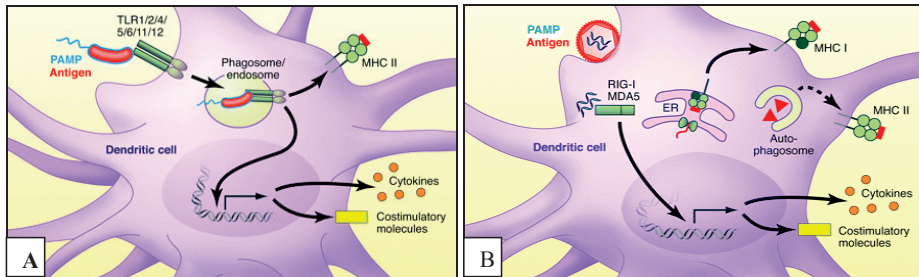 TLR1/2/4/
5/6/11/12
PAMP
Antigen
Phagosome/
endosome
MHC II
Dendritic cell
Cytokines
Costimulatory
molecules
A
PAMP
Antigen
MHC I
RIG-I
MDA5
ER
MHC II
Auto-
phagosome
Dendritic cell
Cytokines
Costimulatory
molecules
B